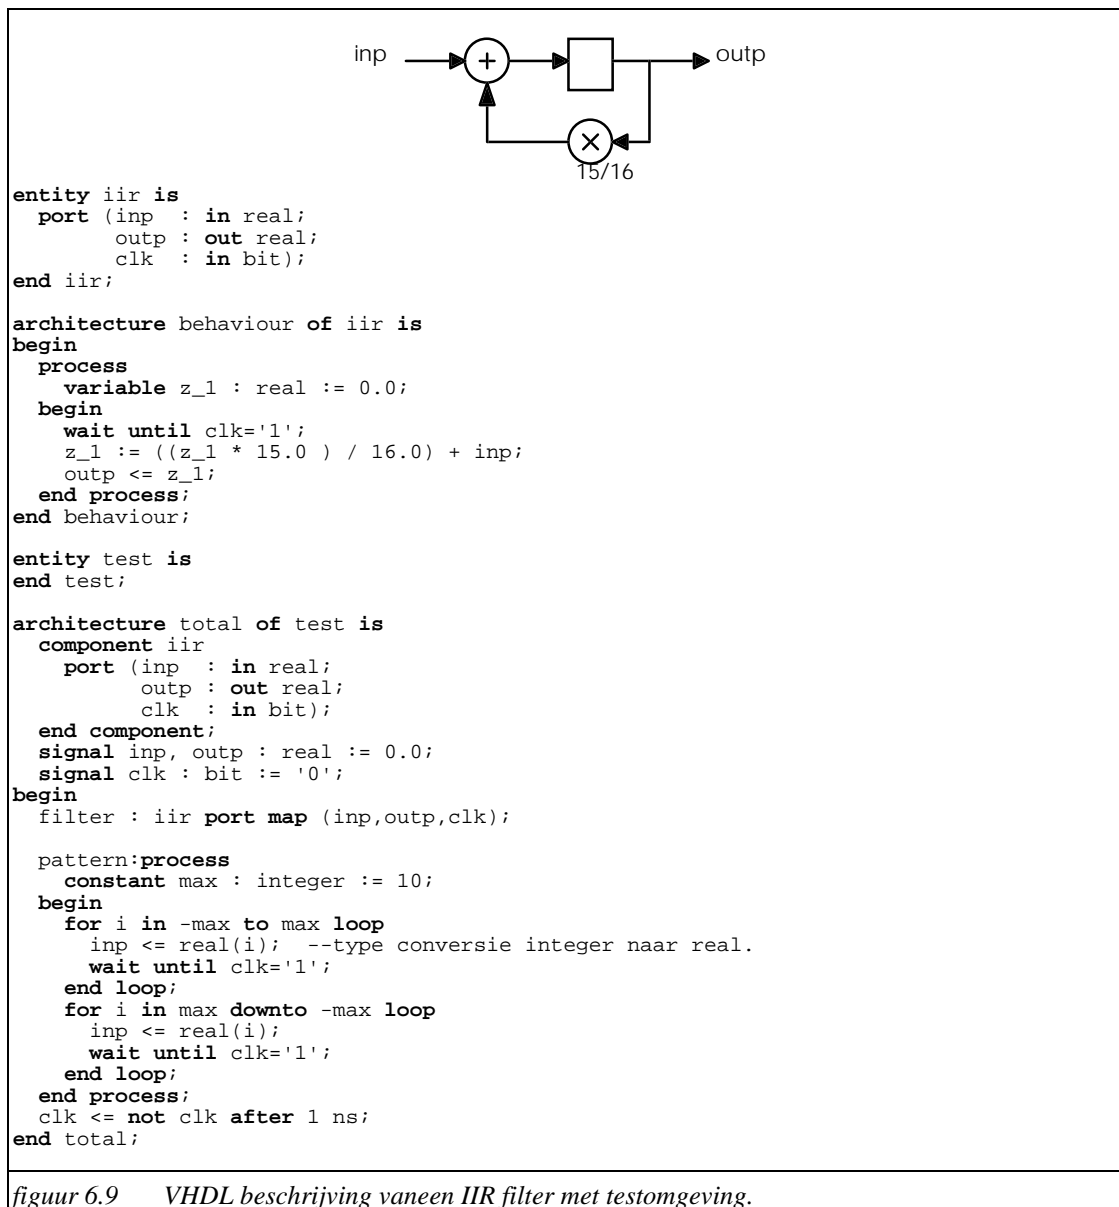 inp + outp
×
15/16
entity iir is
  port (inp  : in real;
        outp : out real;
        clk  : in bit);
end iir;

architecture behaviour of iir is
begin
  process
    variable z_1 : real := 0.0;
  begin
    wait until clk='1';
    z_1 := ((z_1 * 15.0 ) / 16.0) + inp;
    outp <= z_1;
  end process;
end behaviour;

entity test is
end test;

architecture total of test is
  component iir
    port (inp  : in real;
          outp : out real;
          clk  : in bit);
  end component;
  signal inp, outp : real := 0.0;
  signal clk : bit := '0';
begin
  filter : iir port map (inp,outp,clk);

  pattern:process
    constant max : integer := 10;
  begin
    for i in -max to max loop
      inp <= real(i);  --type conversie integer naar real.
      wait until clk='1';
    end loop;
    for i in max downto -max loop
      inp <= real(i);
      wait until clk='1';
    end loop;
  end process;
  clk <= not clk after 1 ns;
end total;

figuur 6.9 VHDL beschrijving vaneen IIR filter met testomgeving.